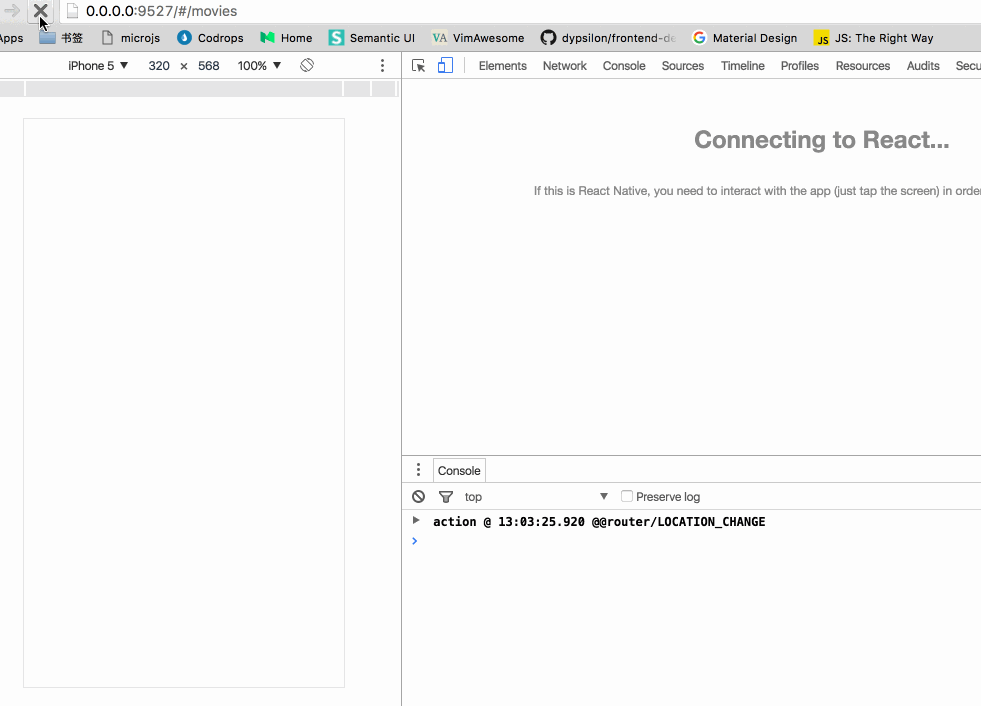 0.0.0.0:9527/#/movies
Apps 书签 microjs Codrops Home Semantic UI VA VimAwesome dypsilon/frontend-de Material Design JS JS: The Right Way
iPhone 5 ▼ 320 × 568 100% ▼
Elements Network Console Sources Timeline Profiles Resources Audits Secu
Connecting to React...
If this is React Native, you need to interact with the app (just tap the screen) in order
Console
top ▼ Preserve log
action @ 13:03:25.920 @@router/LOCATION_CHANGE